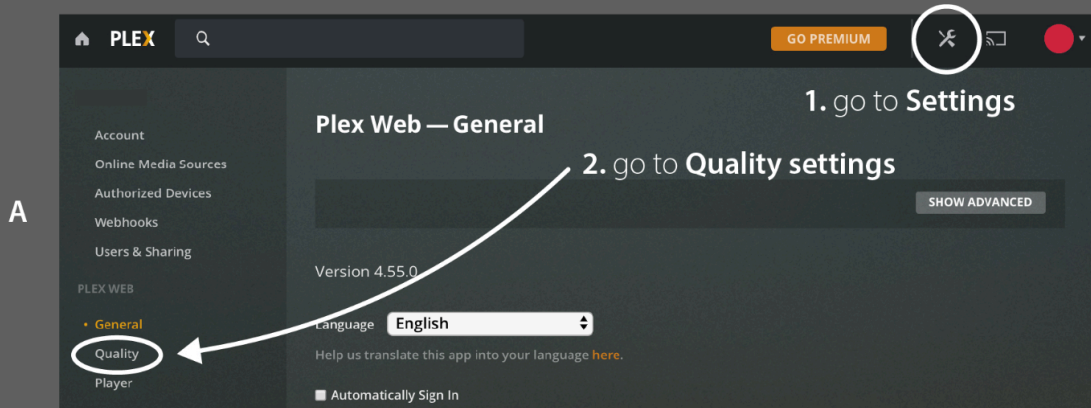 PLEX
GO PREMIUM
1. go to Settings
Account
Online Media Sources
Authorized Devices
Webhooks
Users & Sharing
PLEX WEB
• General
Quality
Player
Plex Web — General
2. go to Quality settings
SHOW ADVANCED
Version 4.55.0
Language English
Help us translate this app into your language here.
Automatically Sign In
A